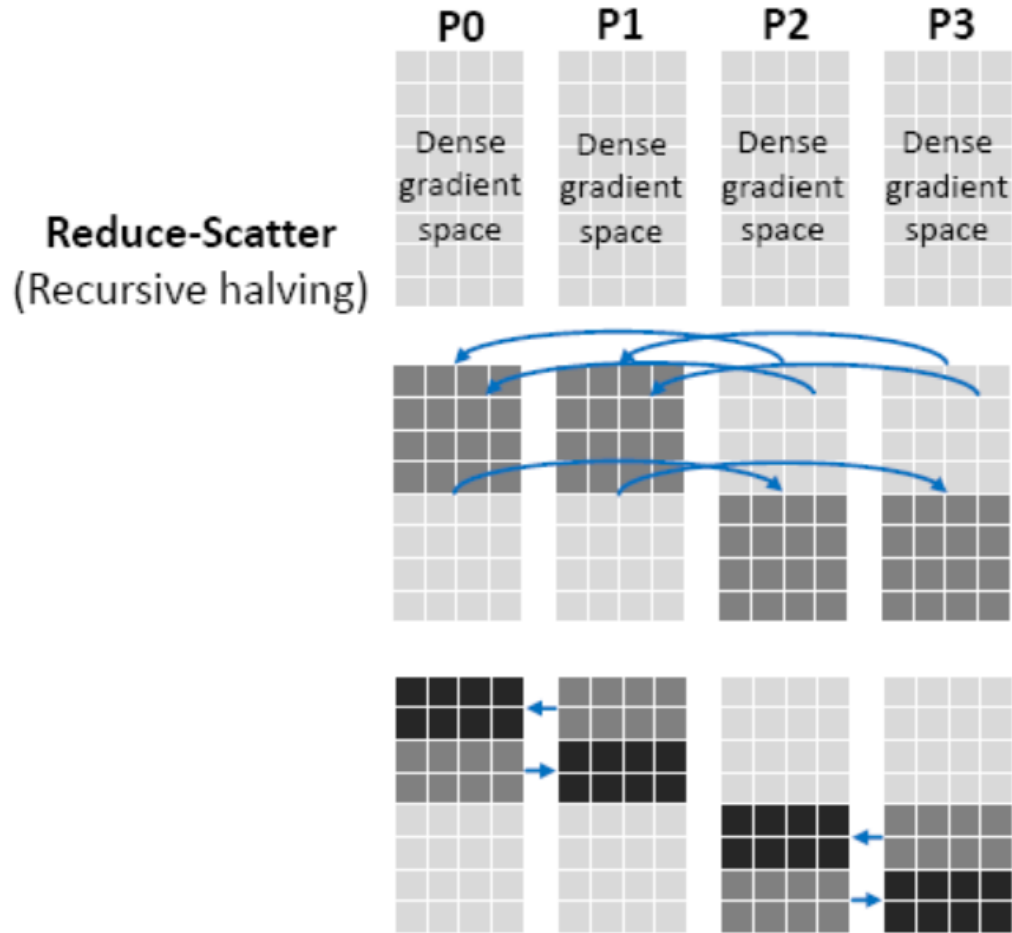 P0 P1 P2 P3
Dense
gradient
space
Dense
gradient
space
Dense
gradient
space
Dense
gradient
space
Reduce-Scatter
(Recursive halving)